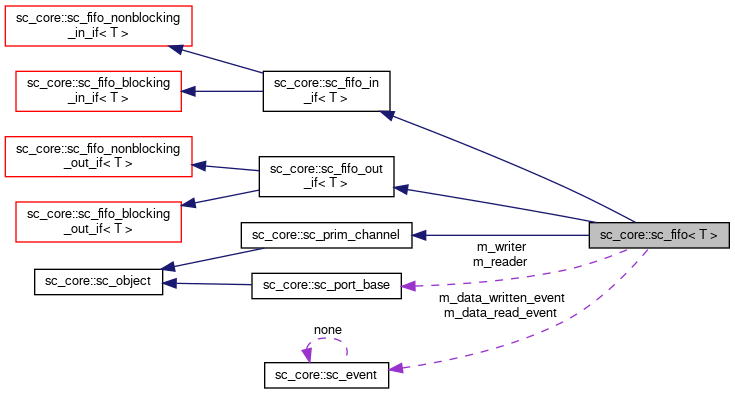 sc_core::sc_fifo_nonblocking
_in_if< T >
sc_core::sc_fifo_blocking
_in_if< T >
sc_core::sc_fifo_in
_if< T >
sc_core::sc_fifo_nonblocking
_out_if< T >
sc_core::sc_fifo_out
_if< T >
sc_core::sc_fifo_blocking
_out_if< T >
sc_core::sc_prim_channel
sc_core::sc_fifo< T >
m_writer
m_reader
sc_core::sc_object
sc_core::sc_port_base
m_data_written_event
m_data_read_event
none
sc_core::sc_event